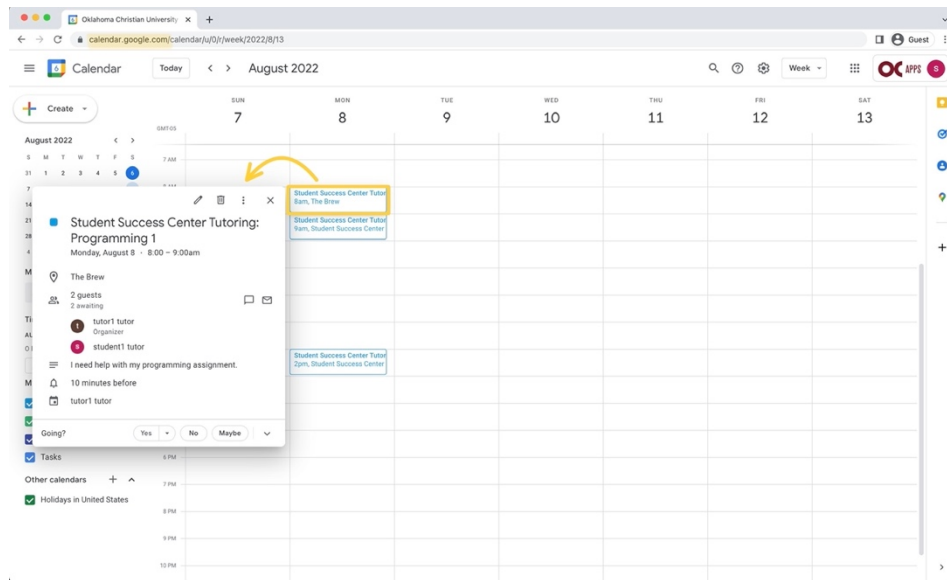 Oklahoma Christian University
calendar.google.com/calendar/u/0/r/week/2022/8/13
Guest
Calendar
Today
August 2022
Week
OC APPS
S
Create
August 2022
S M T W T F S
31 1 2 3 4 5 6
7
14
21
28
4
GMT-05
SUN
7
MON
8
TUE
9
WED
10
THU
11
FRI
12
SAT
13
7 AM
Student Success Center Tutor
8am, The Brew
Student Success Center Tutor
9am, Student Success Center
Student Success Center Tutor
2pm, Student Success Center
Student Success Center Tutoring:
Programming 1
Monday, August 8 · 8:00 – 9:00am
The Brew
2 guests
2 awaiting
t
tutor1 tutor
Organizer
s
student1 tutor
I need help with my programming assignment.
10 minutes before
tutor1 tutor
Going?
Yes
No
Maybe
Tasks
Other calendars
Holidays in United States
6 PM
7 PM
8 PM
9 PM
10 PM